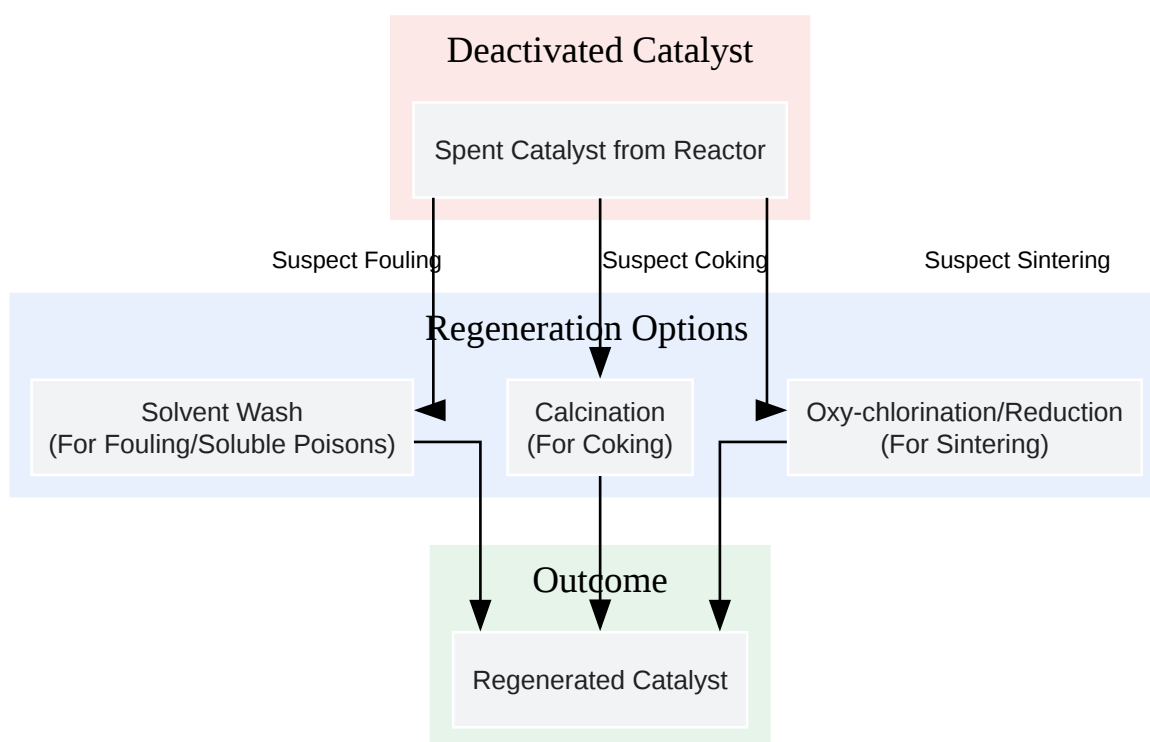 Deactivated Catalyst
Spent Catalyst from Reactor
Suspect Fouling
Suspect Coking
Suspect Sintering
Regeneration Options
Solvent Wash
(For Fouling/Soluble Poisons)
Calcination
(For Coking)
Oxy-chlorination/Reduction
(For Sintering)
Outcome
Regenerated Catalyst